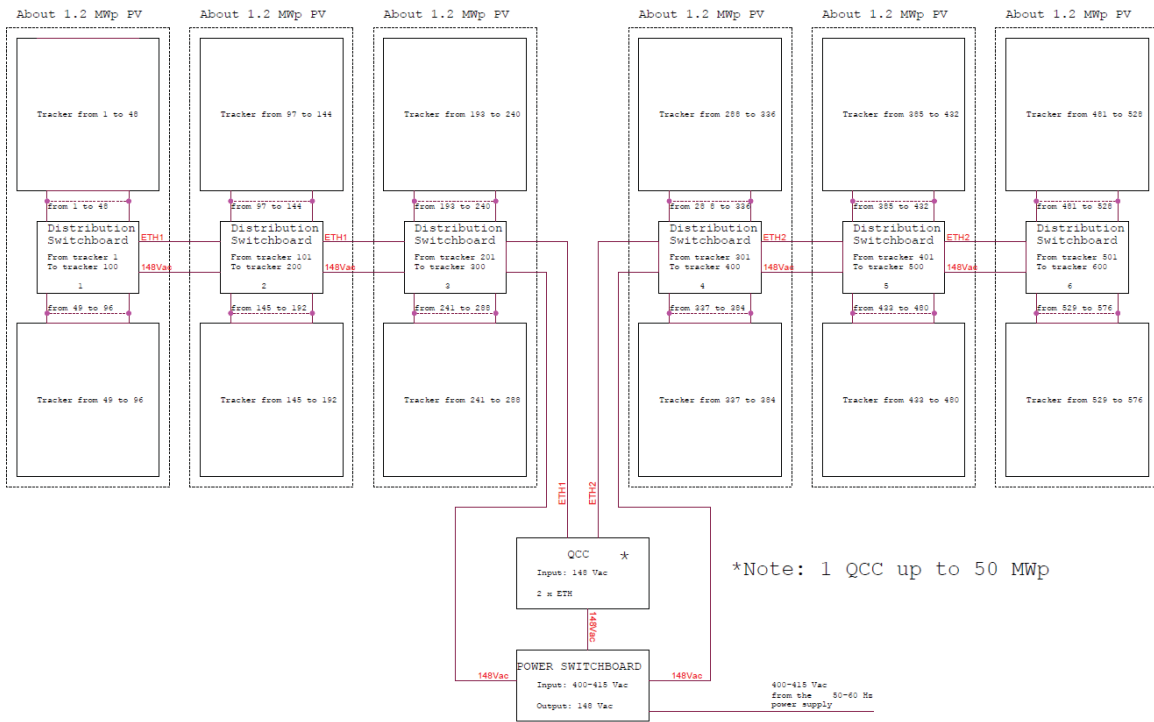 About 1.2 MWp PV
About 1.2 MWp PV
About 1.2 MWp PV
About 1.2 MWp PV
About 1.2 MWp PV
About 1.2 MWp PV
Tracker from 1 to 48
Tracker from 97 to 144
Tracker from 193 to 240
Tracker from 288 to 336
Tracker from 385 to 432
Tracker from 481 to 528
from 1 to 48
from 97 to 144
from 193 to 240
from 28 8 to 336
from 385 to 432
from 481 to 528
Distribution
Switchboard
From tracker 1
To tracker 100
1
ETH1
148Vac
Distribution
Switchboard
From tracker 101
To tracker 200
2
ETH1
148Vac
Distribution
Switchboard
From tracker 201
To tracker 300
3
Distribution
Switchboard
From tracker 301
To tracker 400
4
ETH2
148Vac
Distribution
Switchboard
From tracker 401
To tracker 500
5
ETH2
148Vac
Distribution
Switchboard
From tracker 501
To tracker 600
6
from 49 to 96
from 145 to 192
from 241 to 288
from 337 to 384
from 433 to 480
from 529 to 576
Tracker from 49 to 96
Tracker from 145 to 192
Tracker from 241 to 288
Tracker from 337 to 384
Tracker from 433 to 480
Tracker from 529 to 576
ETH1
ETH2
QCC *
Input: 148 Vac
2 x ETH
*Note: 1 QCC up to 50 MWp
148Vac
POWER SWITCHBOARD
Input: 400-415 Vac
Output: 148 Vac
148Vac
148Vac
400-415 Vac
from the 50-60 Hz
power supply